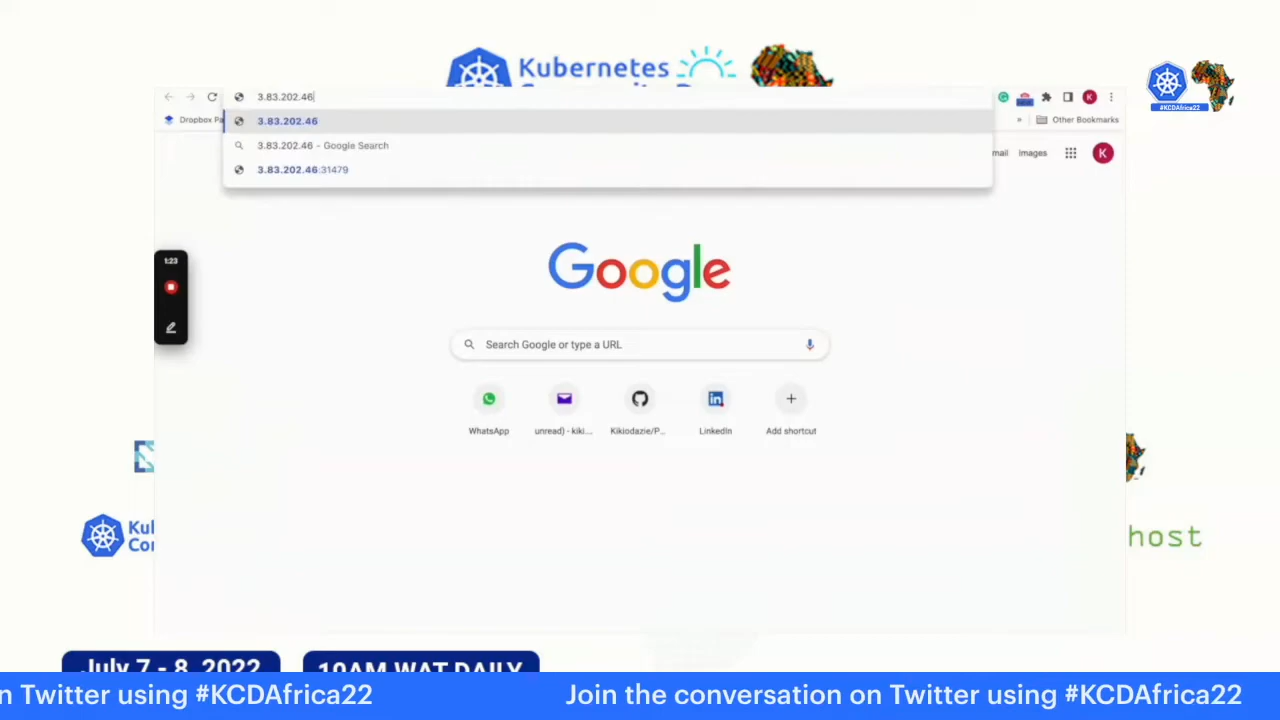 Kubernetes
#KCDAfrica22
3.83.202.46
Dropbox Pa
3.83.202.46
» Other Bookmarks
3.83.202.46 - Google Search
3.83.202.46:31479
mail Images K
K
1:23
Google
Search Google or type a URL
WhatsApp
unread) - kiki...
Kikiodazie/P...
LinkedIn
Add shortcut
Kul
Con
host
July 7 - 8, 2022
10AM WAT DAILY
n Twitter using #KCDAfrica22
Join the conversation on Twitter using #KCDAfrica22